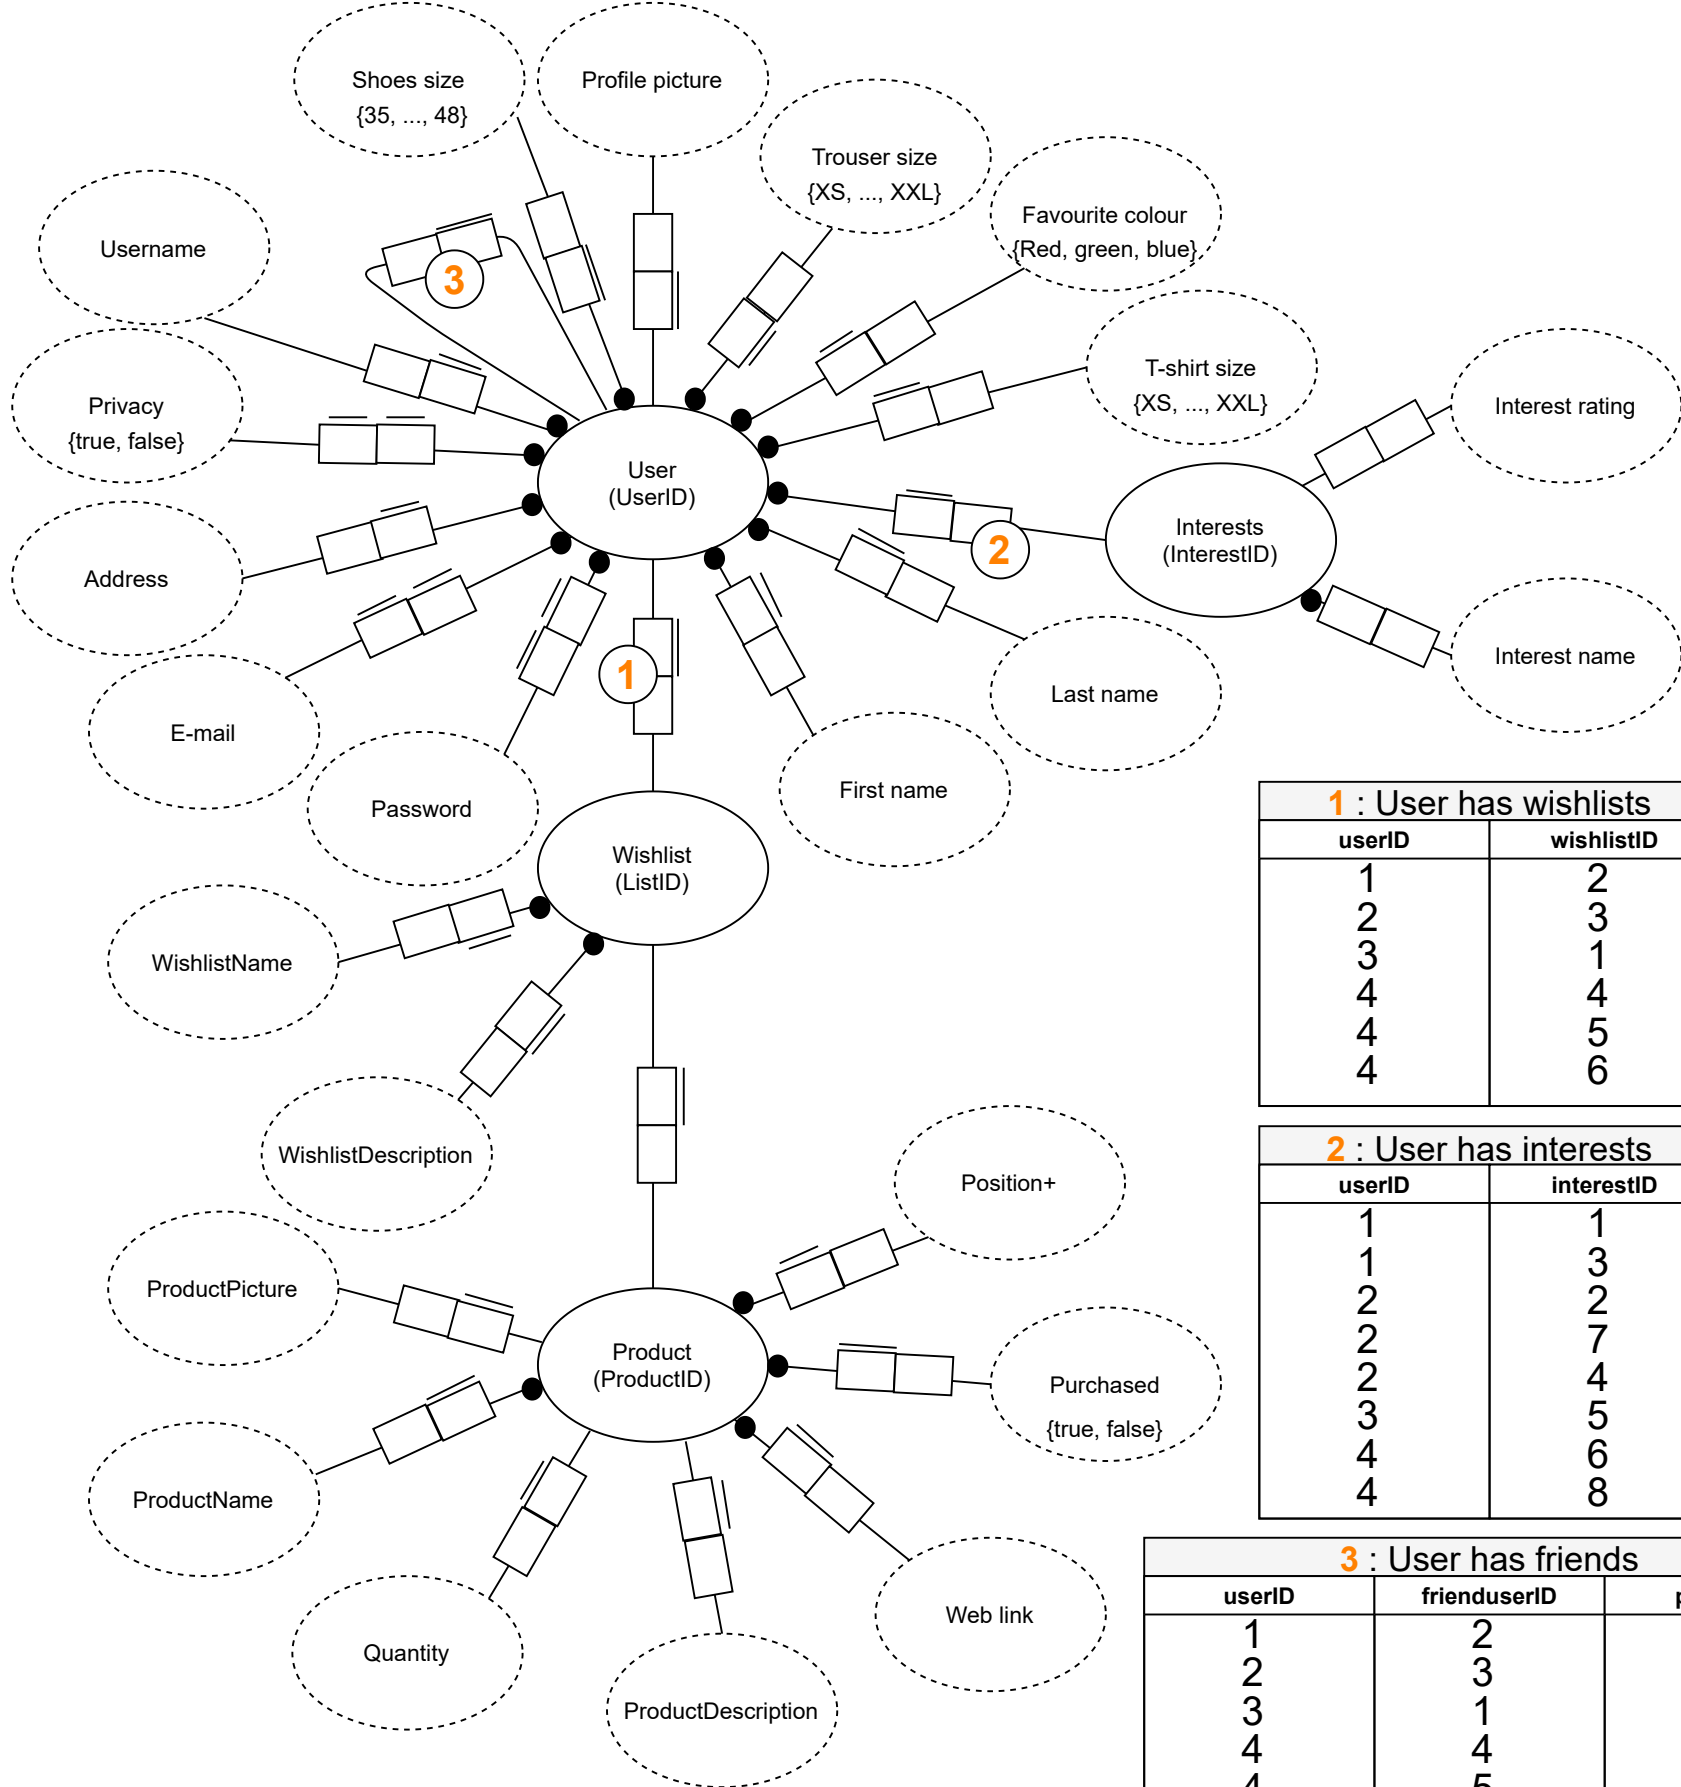 Shoes size
{35, ..., 48}
Profile picture
Trouser size
{XS, ..., XXL}
Favourite colour
{Red, green, blue}
Username
3
T-shirt size
{XS, ..., XXL}
Privacy
{true, false}
Interest rating
User
(UserID)
Interests
(InterestID)
2
Address
Interest name
1
Last name
E-mail
First name
Password
Wishlist
(ListID)
WishlistName
WishlistDescription
Position+
ProductPicture
Product
(ProductID)
Purchased
{true, false}
ProductName
Web link
Quantity
ProductDescription
1 : User has wishlists
userID wishlistID
1 2
2 3
3 1
4 4
4 5
4 6
2 : User has interests
userID interestID
1 1
1 3
2 2
2 7
2 4
3 5
4 6
4 8
3 : User has friends
userID frienduserID
1 2
2 3
3 1
4 4
4 5